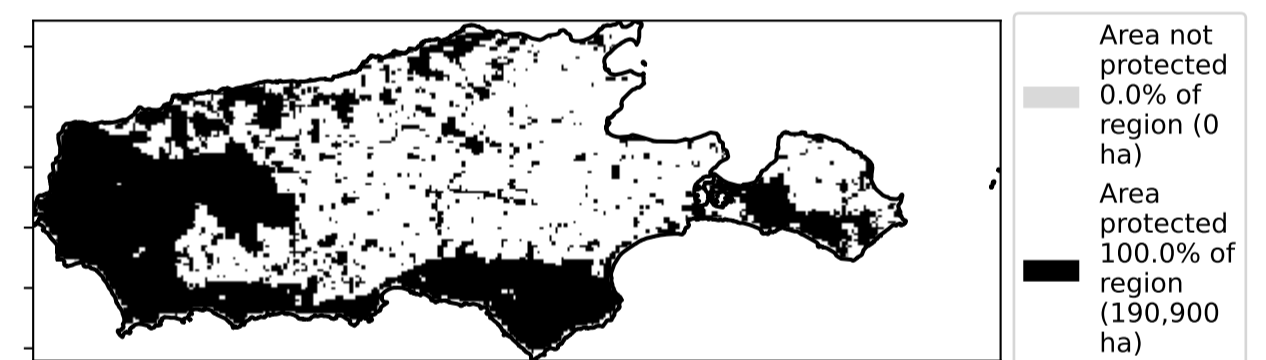 Area not
protected
0.0% of
region (0
ha)
Area
protected
100.0% of
region
(190,900
ha)